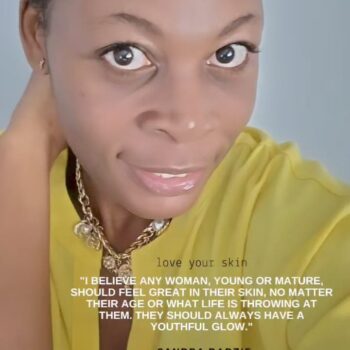 love your skin
"I BELIEVE ANY WOMAN, YOUNG OR MATURE,
SHOULD FEEL GREAT IN THEIR SKIN, NO MATTER
THEIR AGE OR WHAT LIFE IS THROWING AT
THEM. THEY SHOULD ALWAYS HAVE A
YOUTHFUL GLOW."